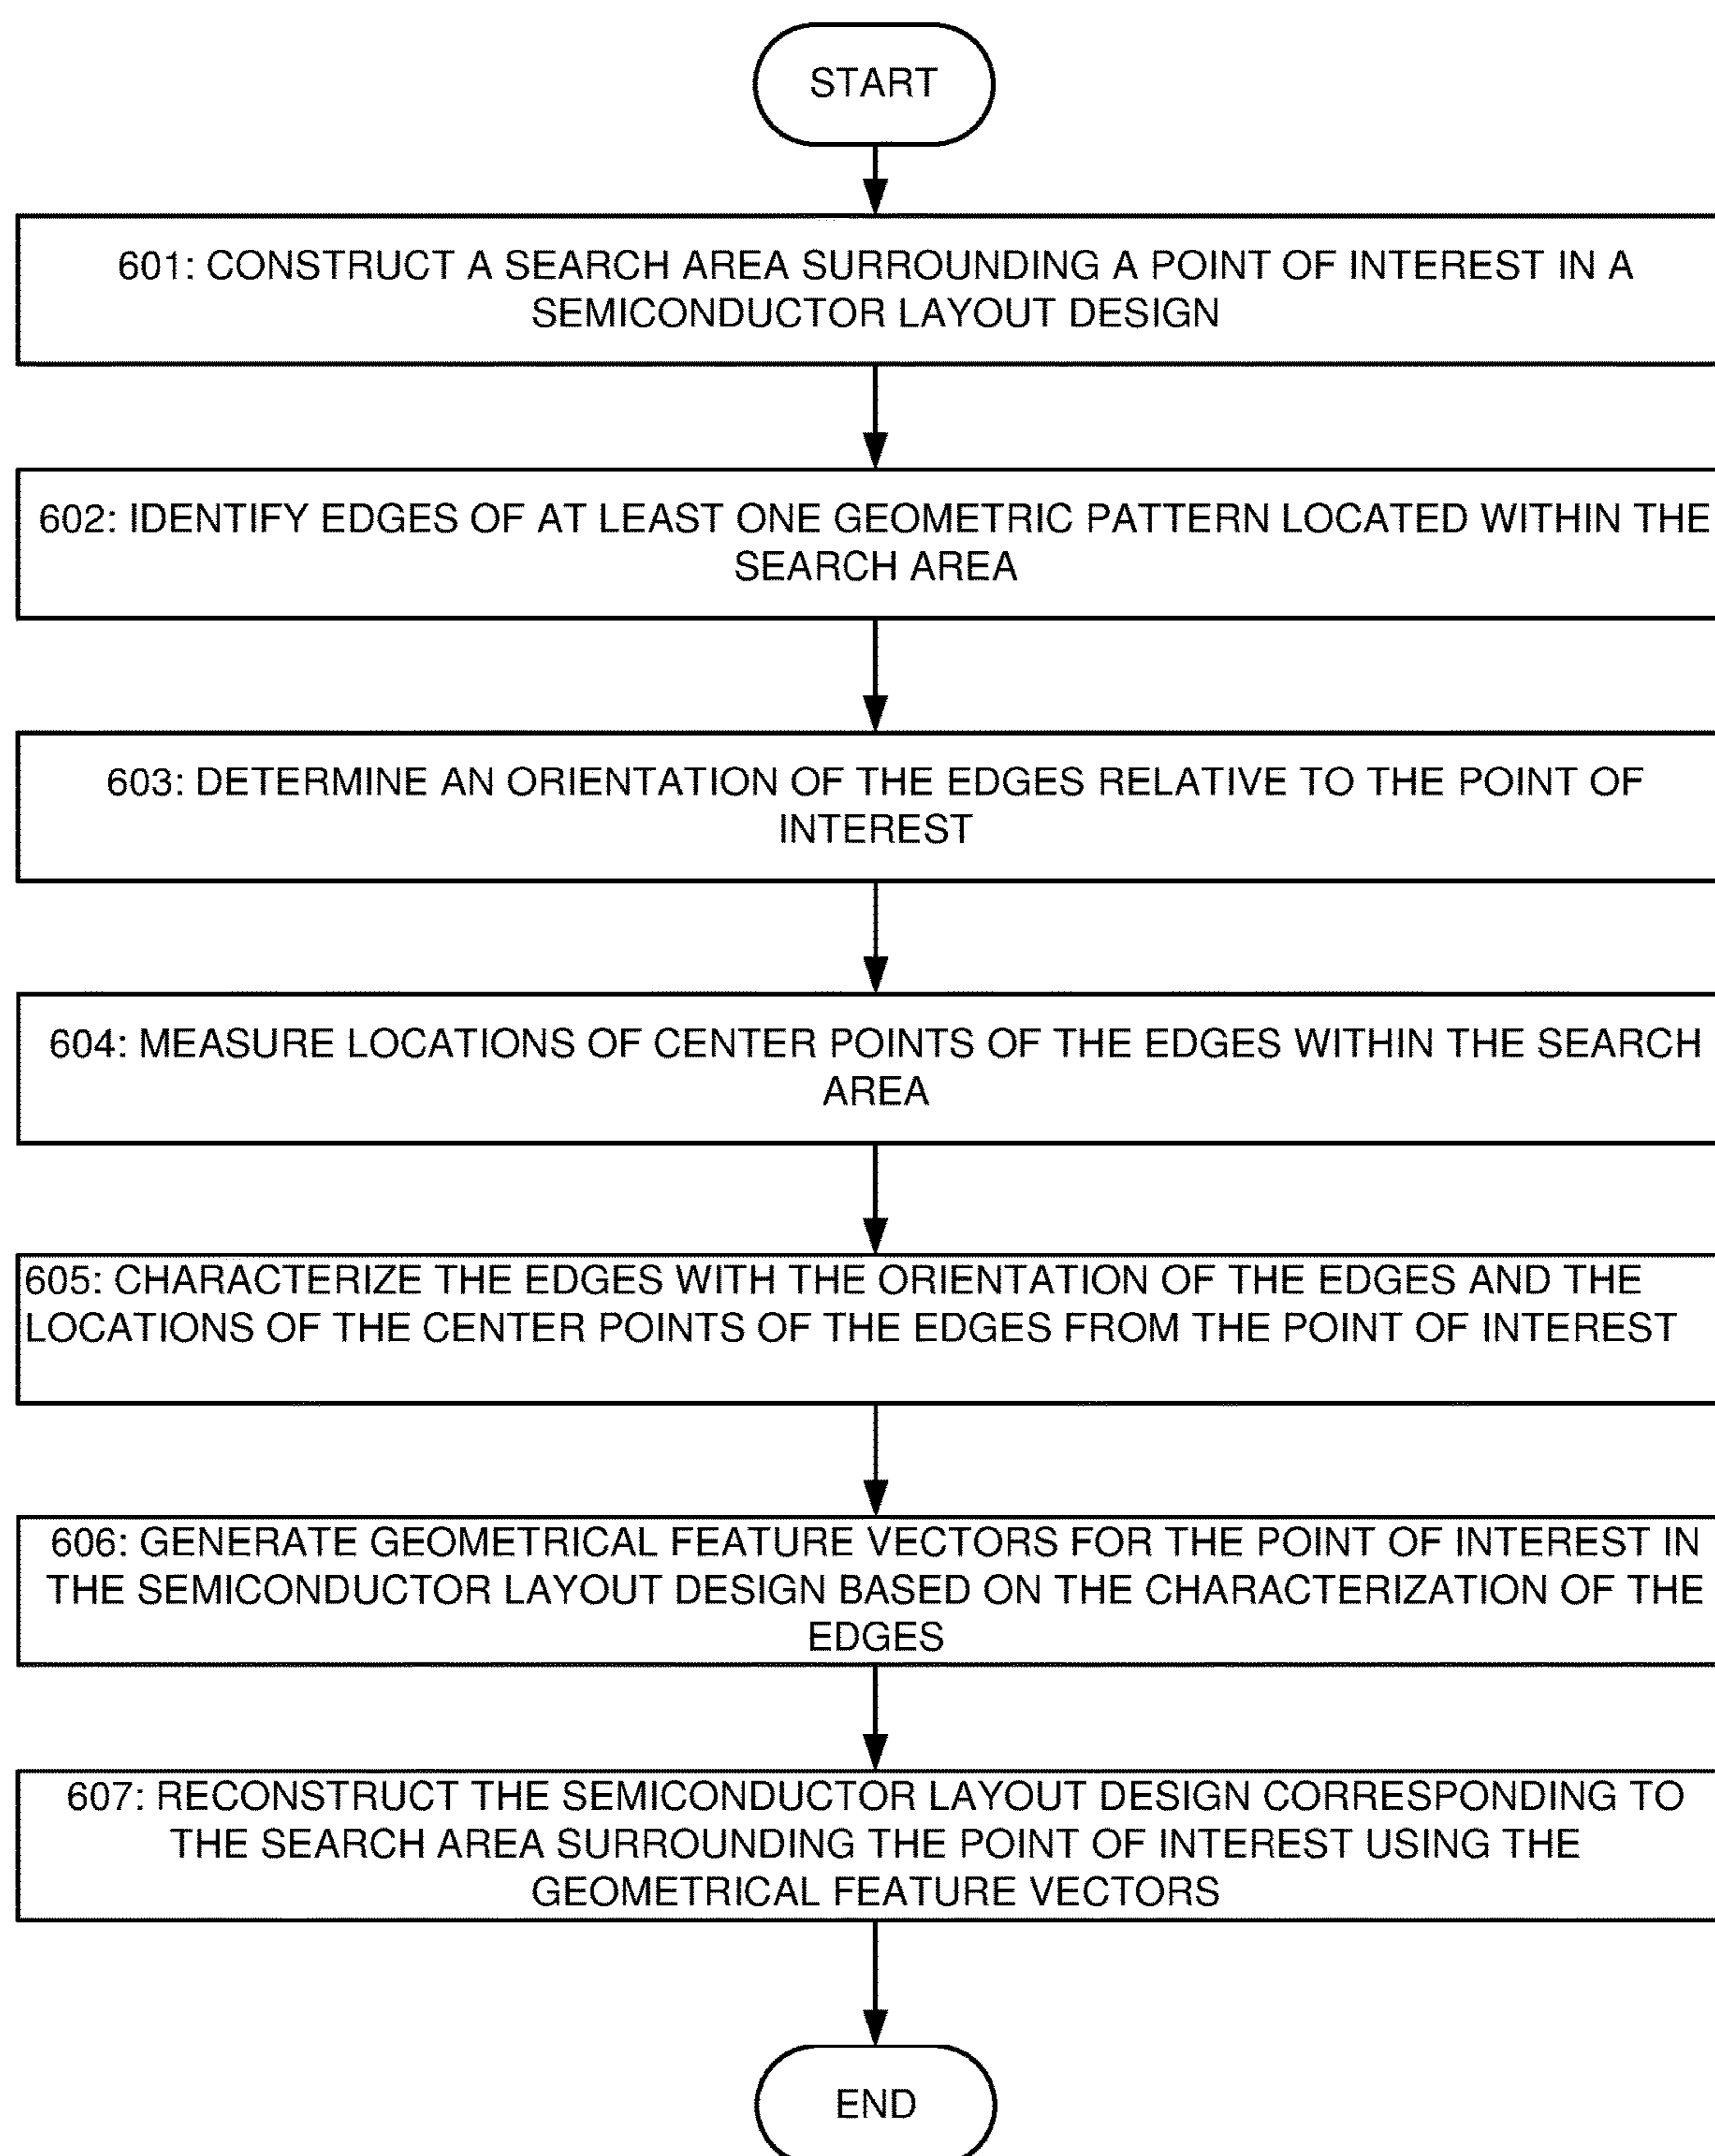 START
601: CONSTRUCT A SEARCH AREA SURROUNDING A POINT OF INTEREST IN A
SEMICONDUCTOR LAYOUT DESIGN
602: IDENTIFY EDGES OF AT LEAST ONE GEOMETRIC PATTERN LOCATED WITHIN THE
SEARCH AREA
603: DETERMINE AN ORIENTATION OF THE EDGES RELATIVE TO THE POINT OF
INTEREST
604: MEASURE LOCATIONS OF CENTER POINTS OF THE EDGES WITHIN THE SEARCH
AREA
605: CHARACTERIZE THE EDGES WITH THE ORIENTATION OF THE EDGES AND THE
LOCATIONS OF THE CENTER POINTS OF THE EDGES FROM THE POINT OF INTEREST
606: GENERATE GEOMETRICAL FEATURE VECTORS FOR THE POINT OF INTEREST IN
THE SEMICONDUCTOR LAYOUT DESIGN BASED ON THE CHARACTERIZATION OF THE
EDGES
607: RECONSTRUCT THE SEMICONDUCTOR LAYOUT DESIGN CORRESPONDING TO
THE SEARCH AREA SURROUNDING THE POINT OF INTEREST USING THE
GEOMETRICAL FEATURE VECTORS
END